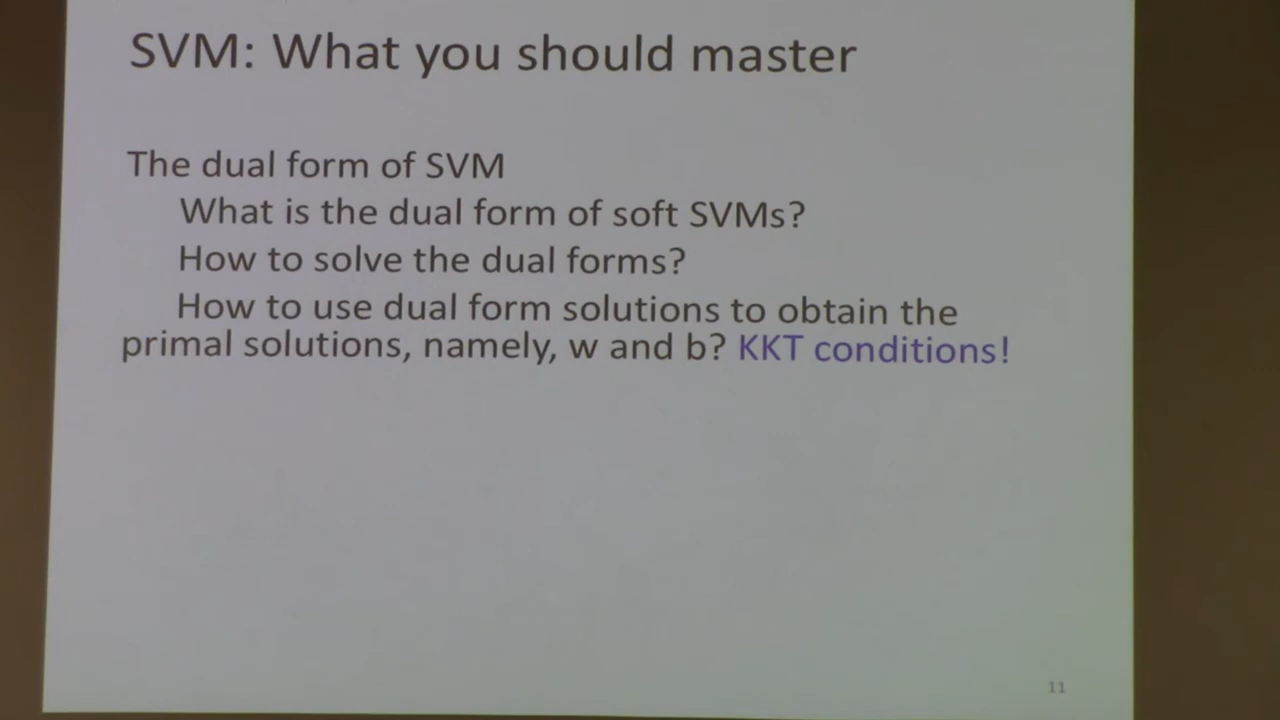 SVM: What you should master
The dual form of SVM
What is the dual form of soft SVMs?
How to solve the dual forms?
How to use dual form solutions to obtain the
primal solutions, namely, w and b? KKT conditions!
11